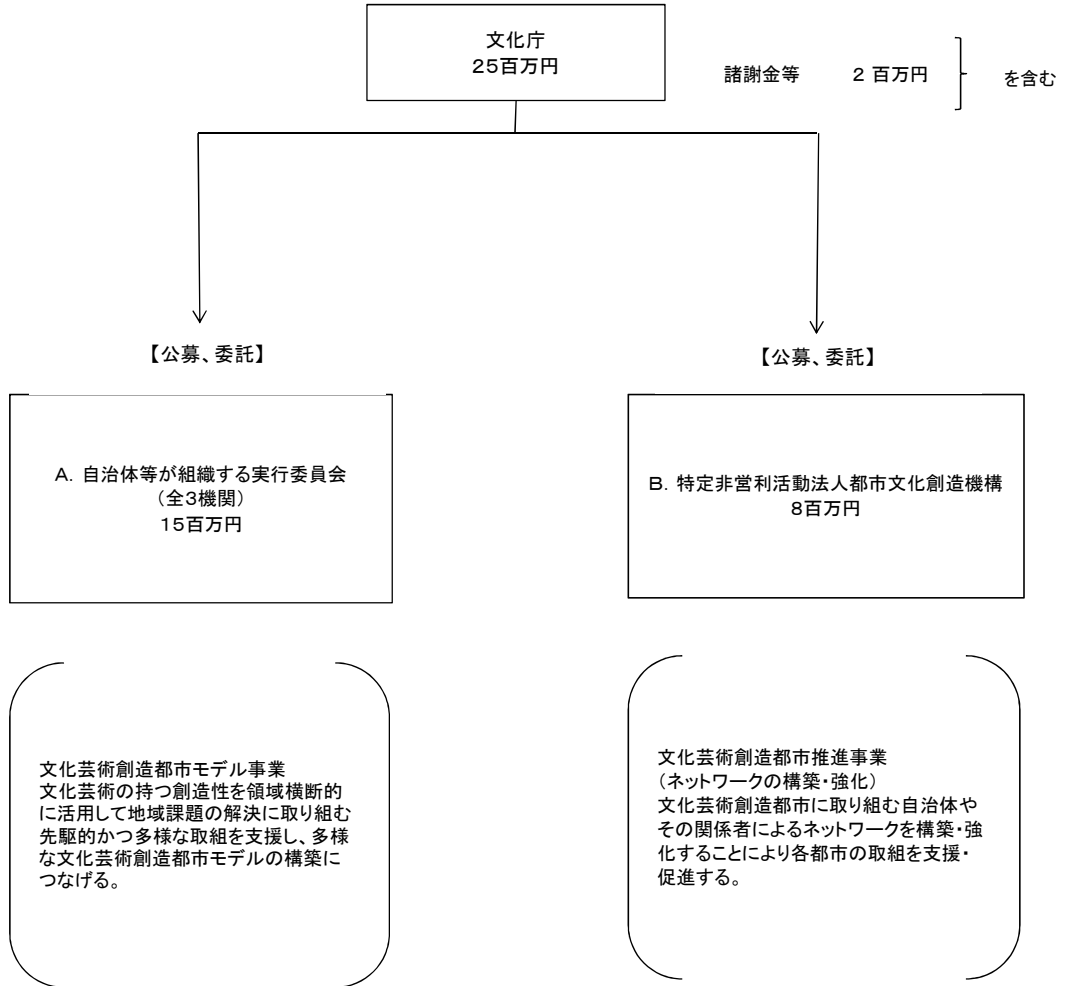 文化庁
25百万円
諸謝金等　2 百万円
を含む
【公募、委託】
A. 自治体等が組織する実行委員会
（全3機関）
15百万円
文化芸術創造都市モデル事業
文化芸術の持つ創造性を領域横断的
に活用して地域課題の解決に取り組む
先駆的かつ多様な取組を支援し、多様
な文化芸術創造都市モデルの構築に
つなげる。
【公募、委託】
B. 特定非営利活動法人都市文化創造機構
8百万円
文化芸術創造都市推進事業
（ネットワークの構築・強化）
文化芸術創造都市に取り組む自治体や
その関係者によるネットワークを構築・強
化することにより各都市の取組を支援・
促進する。